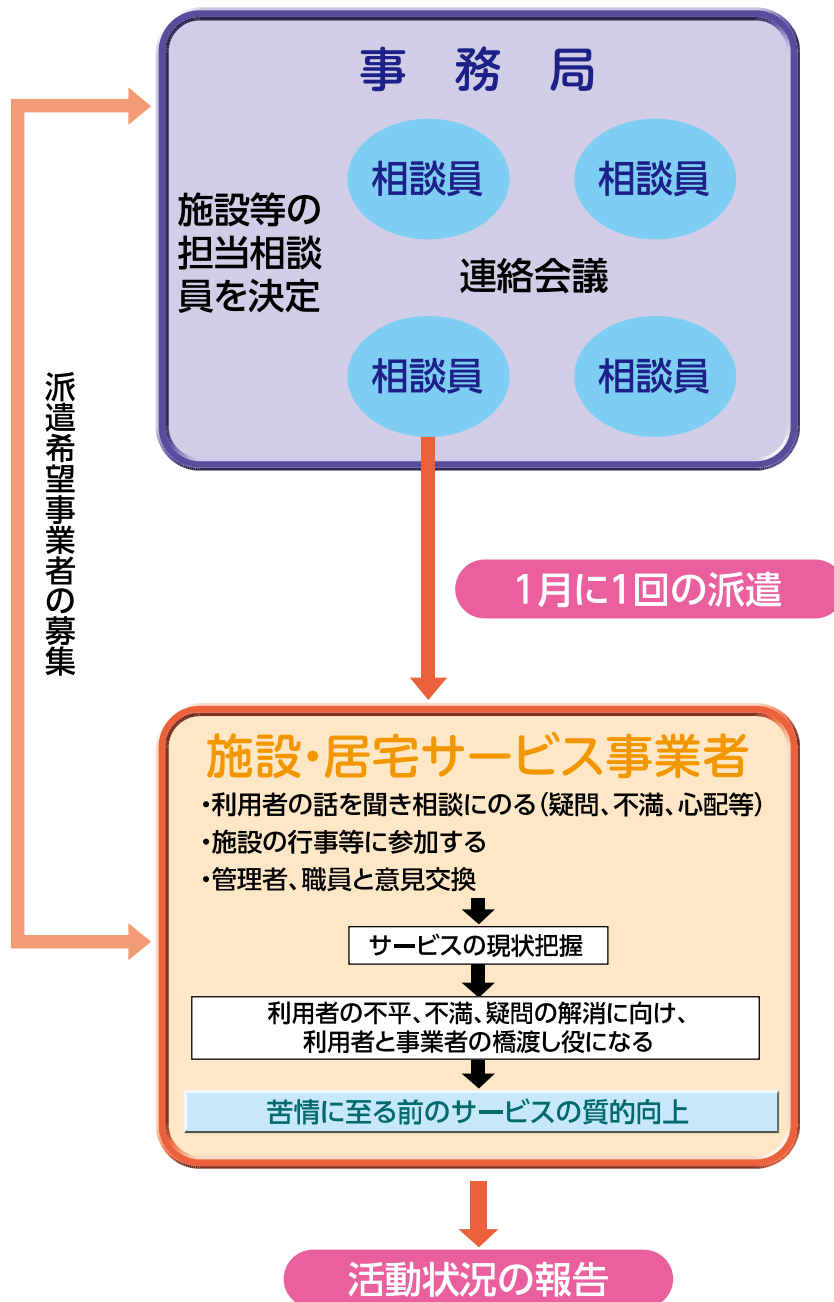 事務局
相談員
相談員
施設等の
担当相談
員を決定
連絡会議
相談員
相談員
派遣希望事業者の募集
1月に1回の派遣
施設・居宅サービス事業者
・利用者の話を聞き相談にのる(疑問、不満、心配等)
・施設の行事等に参加する
・管理者、職員と意見交換
サービスの現状把握
利用者の不平、不満、疑問の解消に向け、
利用者と事業者の橋渡し役になる
苦情に至る前のサービスの質的向上
活動状況の報告